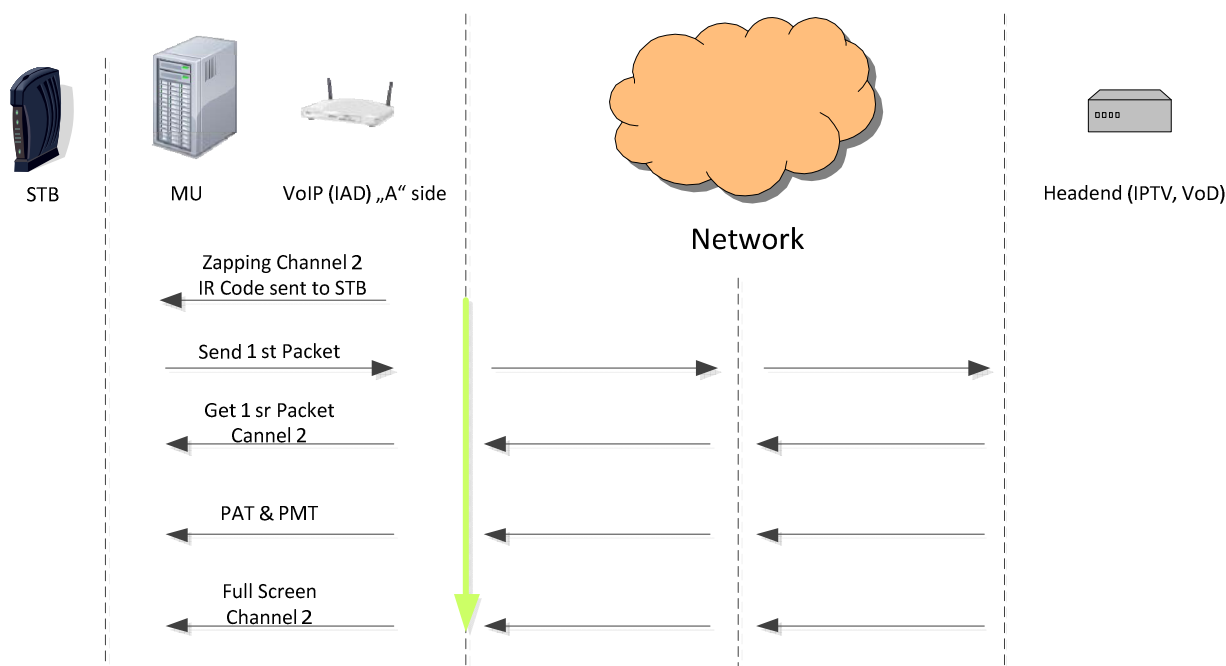 STB
MU
VoIP (IAD) „A“ side
Headend (IPTV, VoD)
Network
Zapping Channel 2
IR Code sent to STB
Send 1 st Packet
Get 1 sr Packet
Cannel 2
PAT & PMT
Full Screen
Channel 2